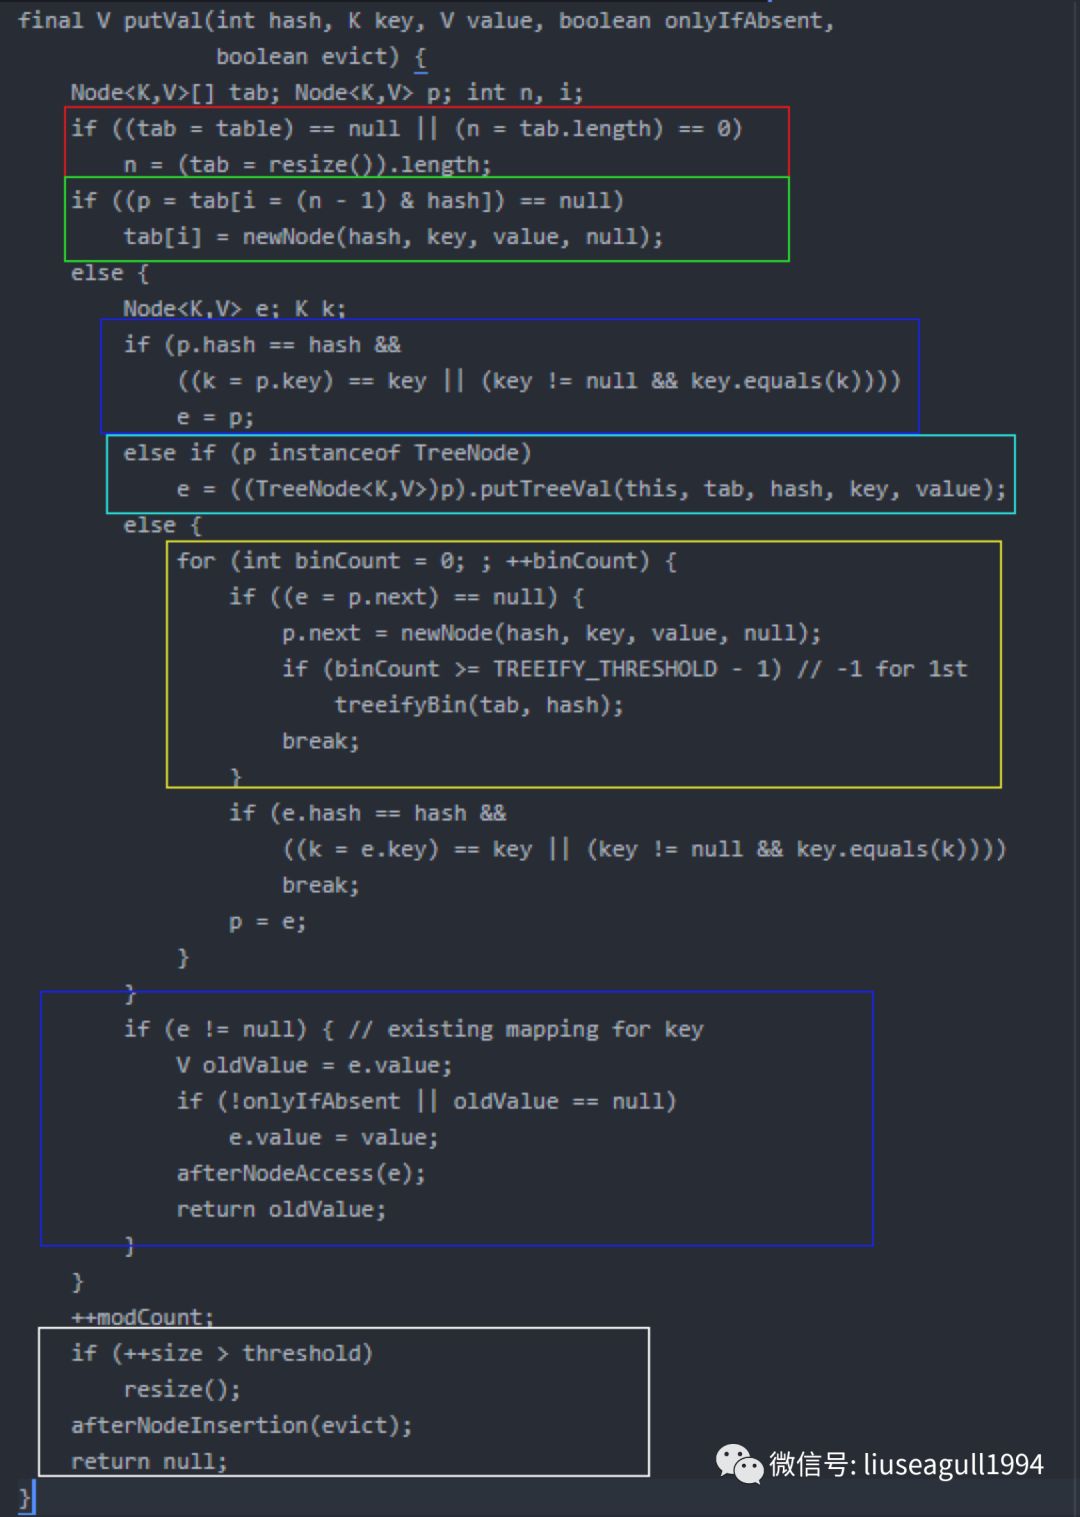 final V putVal(int hash, K key, V value, boolean onlyIfAbsent,
               boolean evict) {
    Node<K,V>[] tab; Node<K,V> p; int n, i;
    if ((tab = table) == null || (n = tab.length) == 0)
        n = (tab = resize()).length;
    if ((p = tab[i = (n - 1) & hash]) == null)
        tab[i] = newNode(hash, key, value, null);
    else {
        Node<K,V> e; K k;
        if (p.hash == hash &&
            ((k = p.key) == key || (key != null && key.equals(k))))
            e = p;
        else if (p instanceof TreeNode)
            e = ((TreeNode<K,V>)p).putTreeVal(this, tab, hash, key, value);
        else {
            for (int binCount = 0; ; ++binCount) {
                if ((e = p.next) == null) {
                    p.next = newNode(hash, key, value, null);
                    if (binCount >= TREEIFY_THRESHOLD - 1) // -1 for 1st
                        treeifyBin(tab, hash);
                    break;
                }
                if (e.hash == hash &&
                    ((k = e.key) == key || (key != null && key.equals(k))))
                    break;
                p = e;
            }
        }
        if (e != null) { // existing mapping for key
            V oldValue = e.value;
            if (!onlyIfAbsent || oldValue == null)
                e.value = value;
            afterNodeAccess(e);
            return oldValue;
        }
    }
    ++modCount;
    if (++size > threshold)
        resize();
    afterNodeInsertion(evict);
    return null;
}
微信号: liuseagull1994